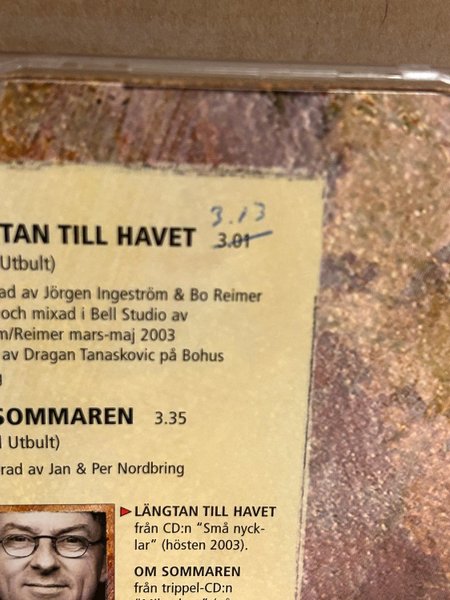 3.13
TAN TILL HAVET 3.01
Utbult)
ad av Jörgen Ingeström & Bo Reimer
och mixad i Bell Studio av
m/Reimer mars-maj 2003
av Dragan Tanaskovic på Bohus
g
SOMMAREN 3.35
l Utbult)
rad av Jan & Per Nordbring
LÄNGTAN TILL HAVET
från CD:n "Små nyck-
lar" (hösten 2003).
OM SOMMAREN
från trippel-CD:n